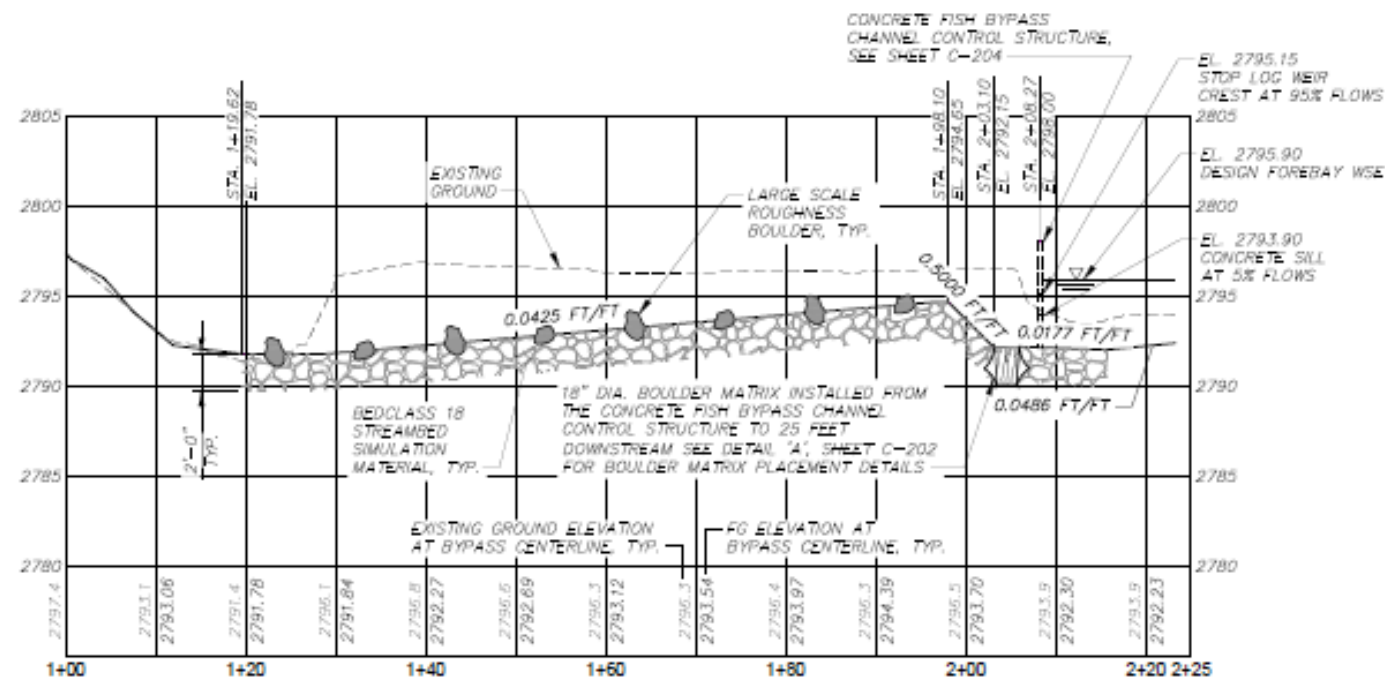 CONCRETE FISH BYPASS
CHANNEL CONTROL STRUCTURE,
SEE SHEET C-204
EL. 2795.15
STOP LOG WEIR
CREST AT 95% FLOWS
EL. 2795.90
DESIGN FOREBAY WSE
EL. 2793.90
CONCRETE SILL
AT 5% FLOWS
STA. 1+19.62
EL. 2791.78
STA. 1+98.10
EL. 2794.65
STA. 2+03.10
EL. 2792.15
STA. 2+08.27
EL. 2798.00
2805
2805
2800
2800
2795
2795
2790
2790
2785
2785
2780
2780
EXISTING
GROUND
LARGE SCALE
ROUGHNESS
BOULDER, TYP.
0.0425 FT/FT
0.5000 FT/FT
0.0177 FT/FT
0.0486 FT/FT
2'-0"
TYP.
BEDCLASS 18
STREAMBED
SIMULATION
MATERIAL, TYP.
18" DIA. BOULDER MATRIX INSTALLED FROM
THE CONCRETE FISH BYPASS CHANNEL
CONTROL STRUCTURE TO 25 FEET
DOWNSTREAM SEE DETAIL 'A', SHEET C-202
FOR BOULDER MATRIX PLACEMENT DETAILS
EXISTING GROUND ELEVATION
AT BYPASS CENTERLINE, TYP.
FG ELEVATION AT
BYPASS CENTERLINE, TYP.
2797.4
2793.1
2793.06
2791.4
2791.78
2796.1
2791.84
2796.8
2792.27
2796.6
2792.69
2796.3
2793.12
2796.3
2793.54
2796.4
2793.97
2796.3
2794.39
2796.5
2793.70
2793.9
2792.30
2793.9
2792.23
1+00
1+20
1+40
1+60
1+80
2+00
2+20
2+25